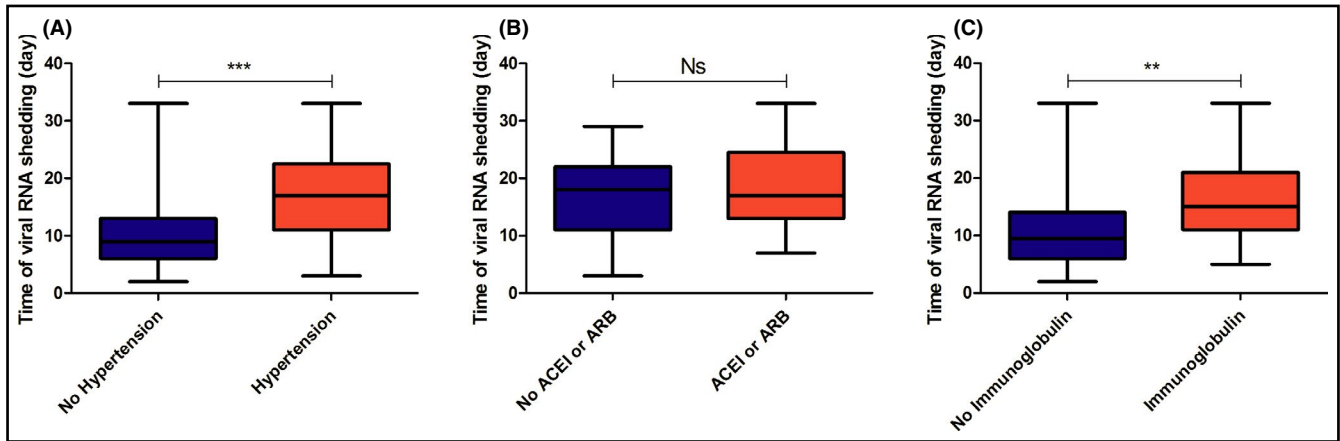 (A)
Time of viral RNA shedding (day)
40
30
20
10
0
***
No Hypertension
Hypertension
(B)
Time of viral RNA shedding (day)
40
30
20
10
0
Ns
No ACEI or ARB
ACEI or ARB
(C)
Time of viral RNA shedding (day)
40
30
20
10
0
**
No Immunoglobulin
Immunoglobulin